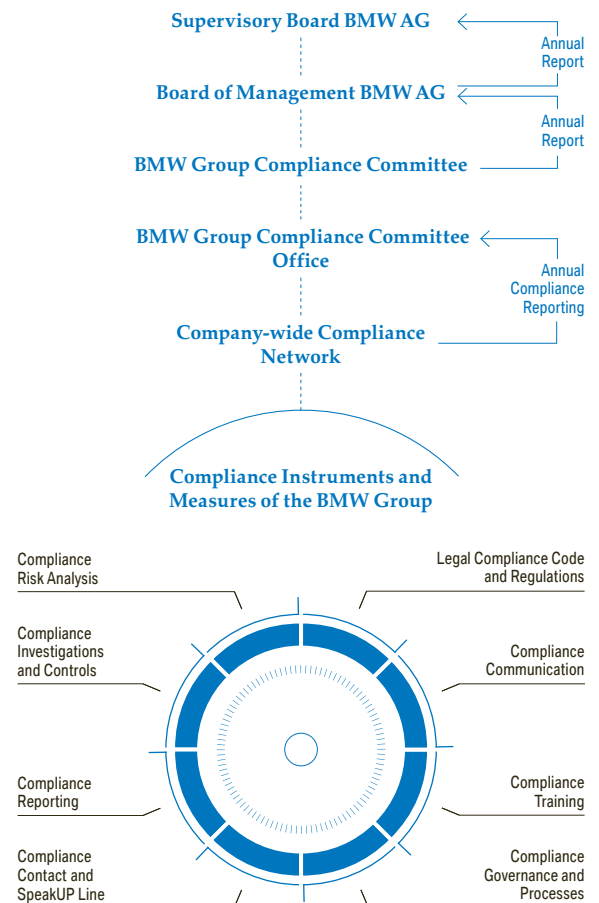 Supervisory Board BMW AG
Annual
Report
Board of Management BMW AG
Annual
Report
BMW Group Compliance Committee
BMW Group Compliance Committee
Office
Annual
Compliance
Reporting
Company-wide Compliance
Network
Compliance Instruments and
Measures of the BMW Group
Compliance
Risk Analysis
Legal Compliance Code
and Regulations
Compliance
Investigations
and Controls
Compliance
Communication
Compliance
Reporting
Compliance
Training
Compliance
Contact and
SpeakUP Line
Compliance
Governance and
Processes